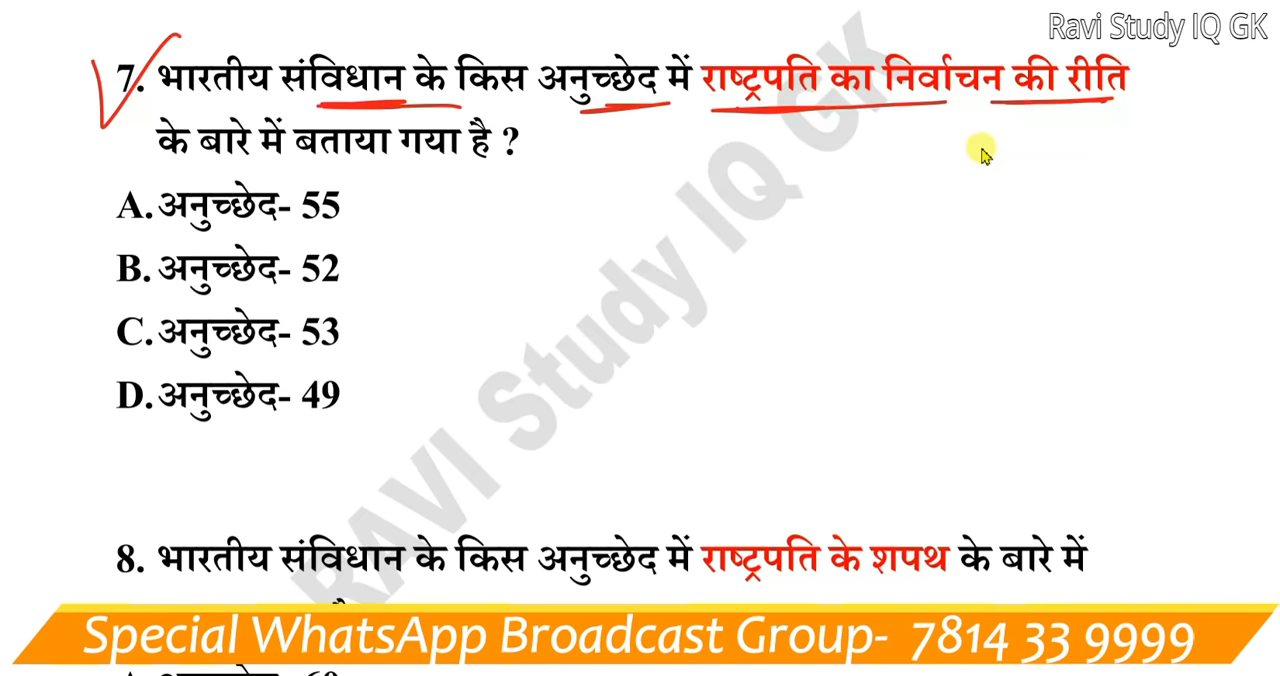 Ravi Study IQ GK
7. भारतीय संविधान के किस अनुच्छेद में राष्ट्रपति का निर्वाचन की रीति
के बारे में बताया गया है ?
A. अनुच्छेद- 55
B. अनुच्छेद- 52
C. अनुच्छेद- 53
D. अनुच्छेद- 49
RAVI Study IQ GK
8. भारतीय संविधान के किस अनुच्छेद में राष्ट्रपति के शपथ के बारे में
Special WhatsApp Broadcast Group- 7814 33 9999